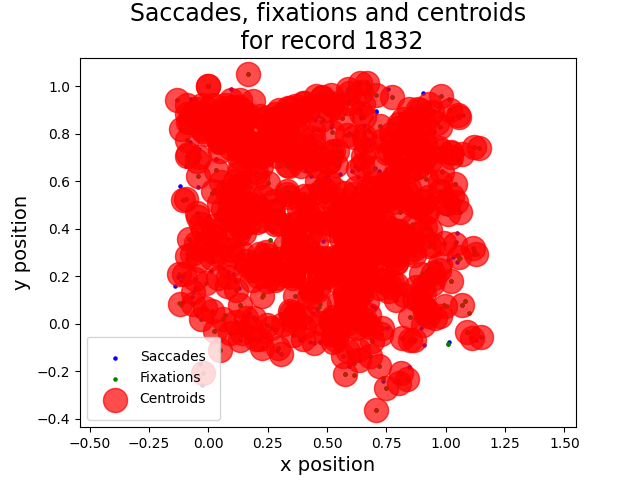 Saccades, fixations and centroids
for record 1832
1.0
0.8
0.6
0.4
0.2
0.0
−0.2
−0.4
y position
Saccades
Fixations
Centroids
−0.50 −0.25 0.00 0.25 0.50 0.75 1.00 1.25 1.50
x position